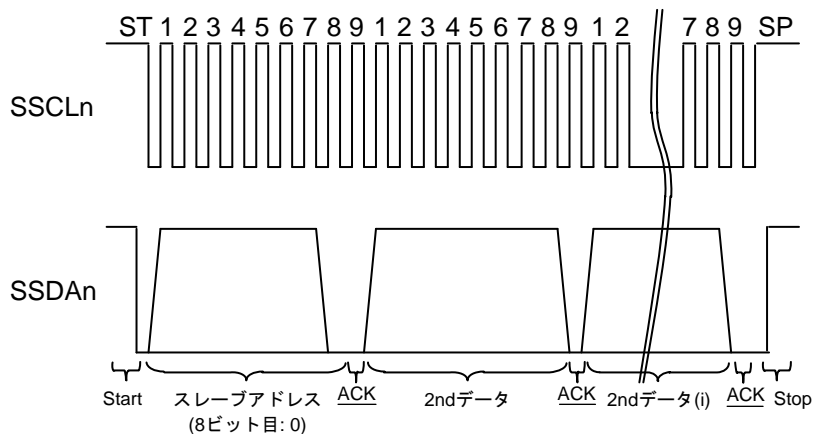 ST 1 2 3 4 5 6 7 8 9 1 2 3 4 5 6 7 8 9 1 2 7 8 9 SP
SSCLn
SSDAn
Start スレーブアドレス ACK 2ndデータ ACK 2ndデータ(i) ACK Stop
(8ビット目: 0)